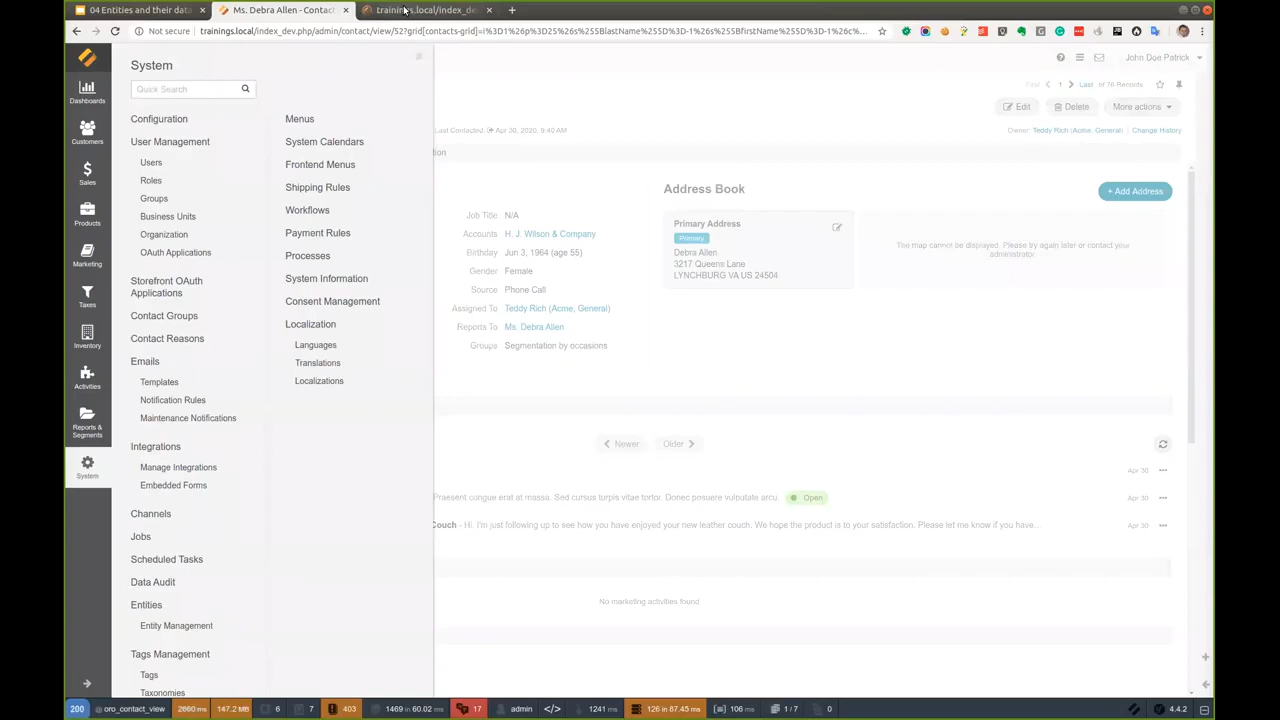 04 Entities and their data
Ms. Debra Allen - Contac
trainings.local/index_de
Not secure
trainings.local/index_dev.php/admin/contact/view/52?grid[contacts-grid]=i%3D1%26p%3D25%26s%255BlastName%255D%3D-1%26s%255BfirstName%255D%3D-1%26c%...
System
Quick Search
John Doe Patrick
First 1 Last of 76 Records
Edit Delete More actions
Last Contacted: Apr 30, 2020, 9:40 AM
Owner: Teddy Rich (Acme, General) Change History
tion
Dashboards
Customers
Sales
Products
Marketing
Taxes
Inventory
Activities
Reports & Segments
System
Configuration
User Management
Users
Roles
Groups
Business Units
Organization
OAuth Applications
Storefront OAuth
Applications
Contact Groups
Contact Reasons
Emails
Templates
Notification Rules
Maintenance Notifications
Integrations
Manage Integrations
Embedded Forms
Channels
Jobs
Scheduled Tasks
Data Audit
Entities
Entity Management
Tags Management
Tags
Taxonomies
Menus
System Calendars
Frontend Menus
Shipping Rules
Workflows
Payment Rules
Processes
System Information
Consent Management
Localization
Languages
Translations
Localizations
Job Title N/A
Accounts H. J. Wilson & Company
Birthday Jun 3, 1964 (age 55)
Gender Female
Source Phone Call
Assigned To Teddy Rich (Acme, General)
Reports To Ms. Debra Allen
Groups Segmentation by occasions
Address Book
+ Add Address
Primary Address
Primary
Debra Allen
3217 Queens Lane
LYNCHBURG VA US 24504
The map cannot be displayed. Please try again later or contact your
administrator.
Newer Older
Apr 30
Praesent congue erat at massa. Sed cursus turpis vitae tortor. Donec posuere vulputate arcu. Open Apr 30
Couch - Hi, I'm just following up to see how you have enjoyed your new leather couch. We hope the product is to your satisfaction. Please let me know if you have... Apr 30
No marketing activities found
200 @ oro_contact_view 2660 ms 147.2 MB 6 7 403 1469 in 60.02 ms 17 </> admin 1241 ms 126 in 87.45 ms 106 ms 1 / 7 0 4.4.2